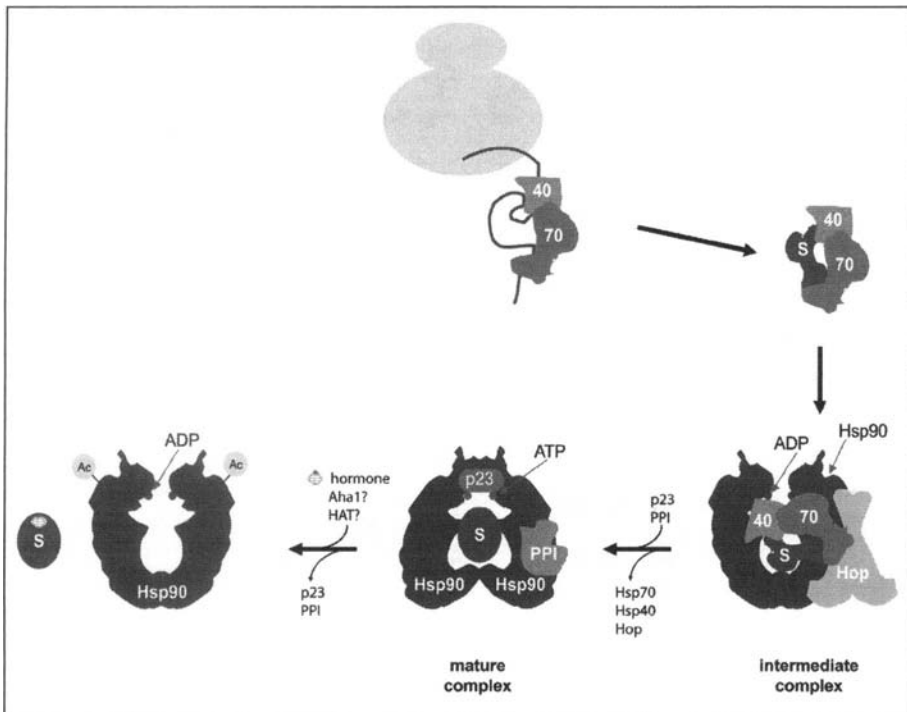 40
70
40
S
70
ADP
Hsp90
40
70
S
Hop
intermediate
complex
p23
PPI
Hsp70
Hsp40
Hop
ATP
p23
S
PPI
Hsp90
Hsp90
mature
complex
hormone
Aha1?
HAT?
p23
PPI
ADP
Ac
Ac
Hsp90
S